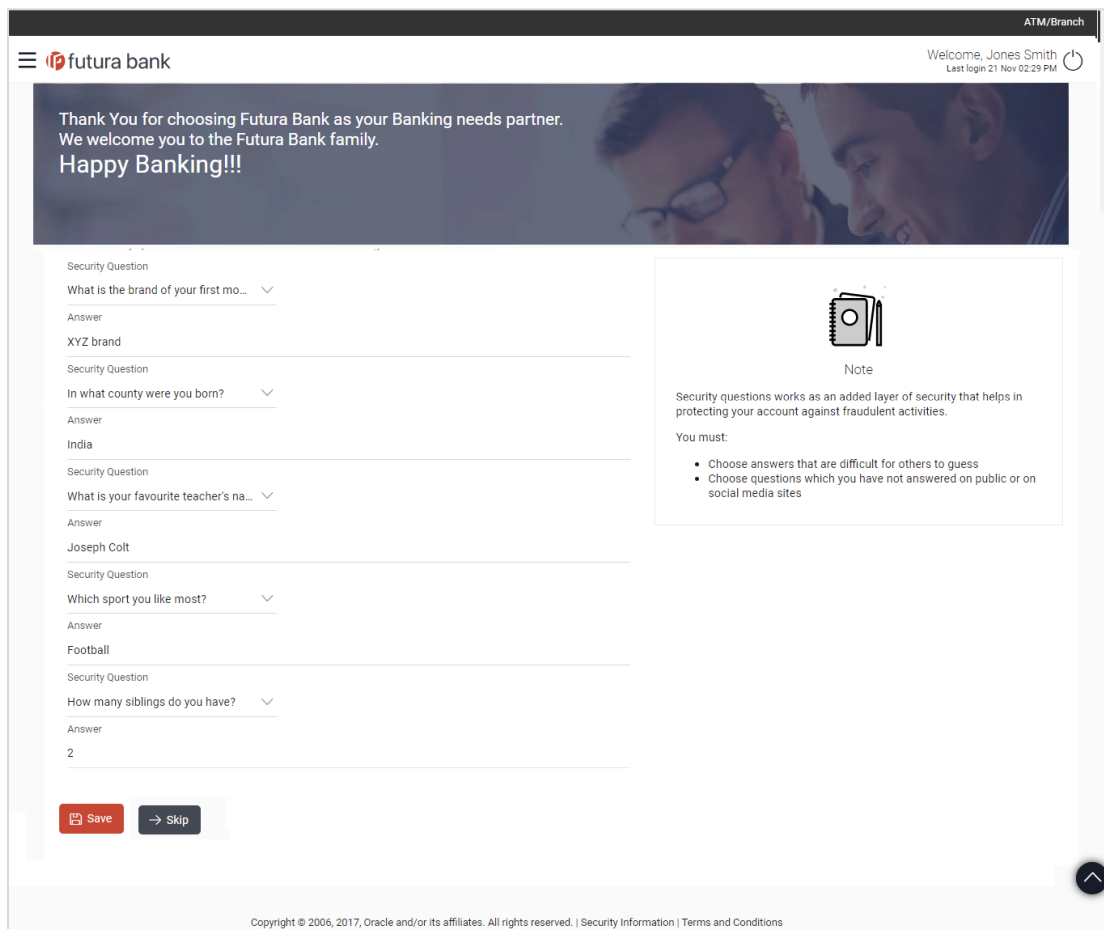 ATM/Branch
futura bank
Welcome, Jones Smith
Last login 21 Nov 02:29 PM
Thank You for choosing Futura Bank as your Banking needs partner.
We welcome you to the Futura Bank family.
Happy Banking!!!
Security Question
What is the brand of your first mo...
Answer
XYZ brand
Security Question
In what county were you born?
Answer
India
Security Question
What is your favourite teacher's na...
Answer
Joseph Colt
Security Question
Which sport you like most?
Answer
Football
Security Question
How many siblings do you have?
Answer
2
Save
Skip
Note
Security questions works as an added layer of security that helps in
protecting your account against fraudulent activities.
You must:
• Choose answers that are difficult for others to guess
• Choose questions which you have not answered on public or on
social media sites
Copyright © 2006, 2017, Oracle and/or its affiliates. All rights reserved. | Security Information | Terms and Conditions